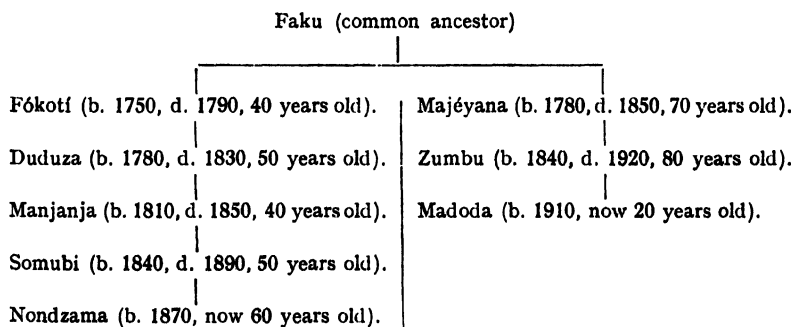 Faku (common ancestor)
Fókotí (b. 1750, d. 1790, 40 years old).
Duduza (b. 1780, d. 1830, 50 years old).
Manjanja (b. 1810, d. 1850, 40 years old).
Somubi (b. 1840, d. 1890, 50 years old).
Nondzama (b. 1870, now 60 years old).
Majéyana (b. 1780, d. 1850, 70 years old).
Zumbu (b. 1840, d. 1920, 80 years old).
Madoda (b. 1910, now 20 years old).